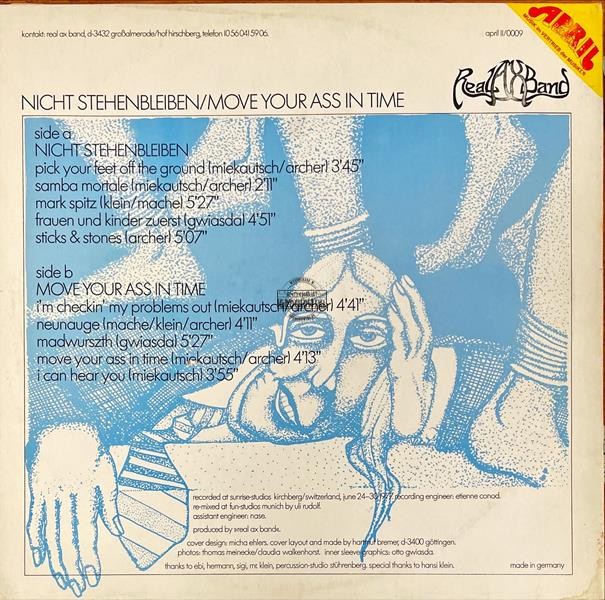 kontakt: real ax band, d-3432 großalmerode/hof hirschberg, telefon (0 56 04) 59 06.
april II/0009
APRIL
MUSIK IM VERTRIEB der MUSIKER
Real AX Band
NICHT STEHENBLEIBEN/MOVE YOUR ASS IN TIME
side a
NICHT STEHENBLEIBEN
pick your feet off the ground (miekautsch/archer) 3'45"
samba mortale (miekautsch/archer) 2'11"
mark spitz (klein/mache) 5'27"
frauen und kinder zuerst (gwiasda) 4'51"
sticks & stones (archer) 5'07"
side b
MOVE YOUR ASS IN TIME
i'm checkin' my problems out (miekautsch/archer) 4'41"
neunauge (mache/klein/archer) 4'11"
madwurszth (gwiasda) 5'27"
move your ass in time (miekautsch/archer) 4'13"
i can hear you (miekautsch) 3'55"
recorded at sunrise-studios kirchberg/switzerland, june 24–30 recording engineer: etienne conod.
re-mixed at fun-studios munich by uli rudolf.
assistant engineer: nase.
produced by »real ax band«.
cover design: micha ehlers. cover layout and made by hartmut bremer, d-3400 göttingen.
photos: thomas meinecke/claudia walkenhorst. inner sleeve graphics: otto gwiasda.
thanks to ebi, hermann, sigi, mr. klein, percussion-studio stührenberg. special thanks to hansi klein.
made in germany